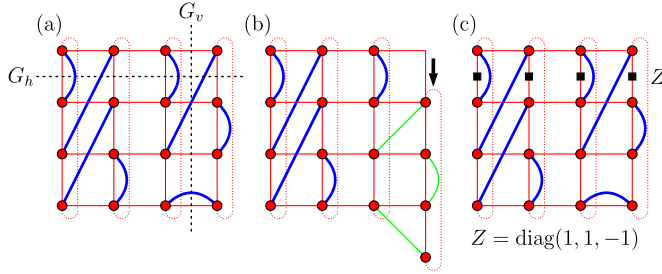 (a)
G_v
(b)
(c)
G_h
Z
Z = diag(1, 1, −1)